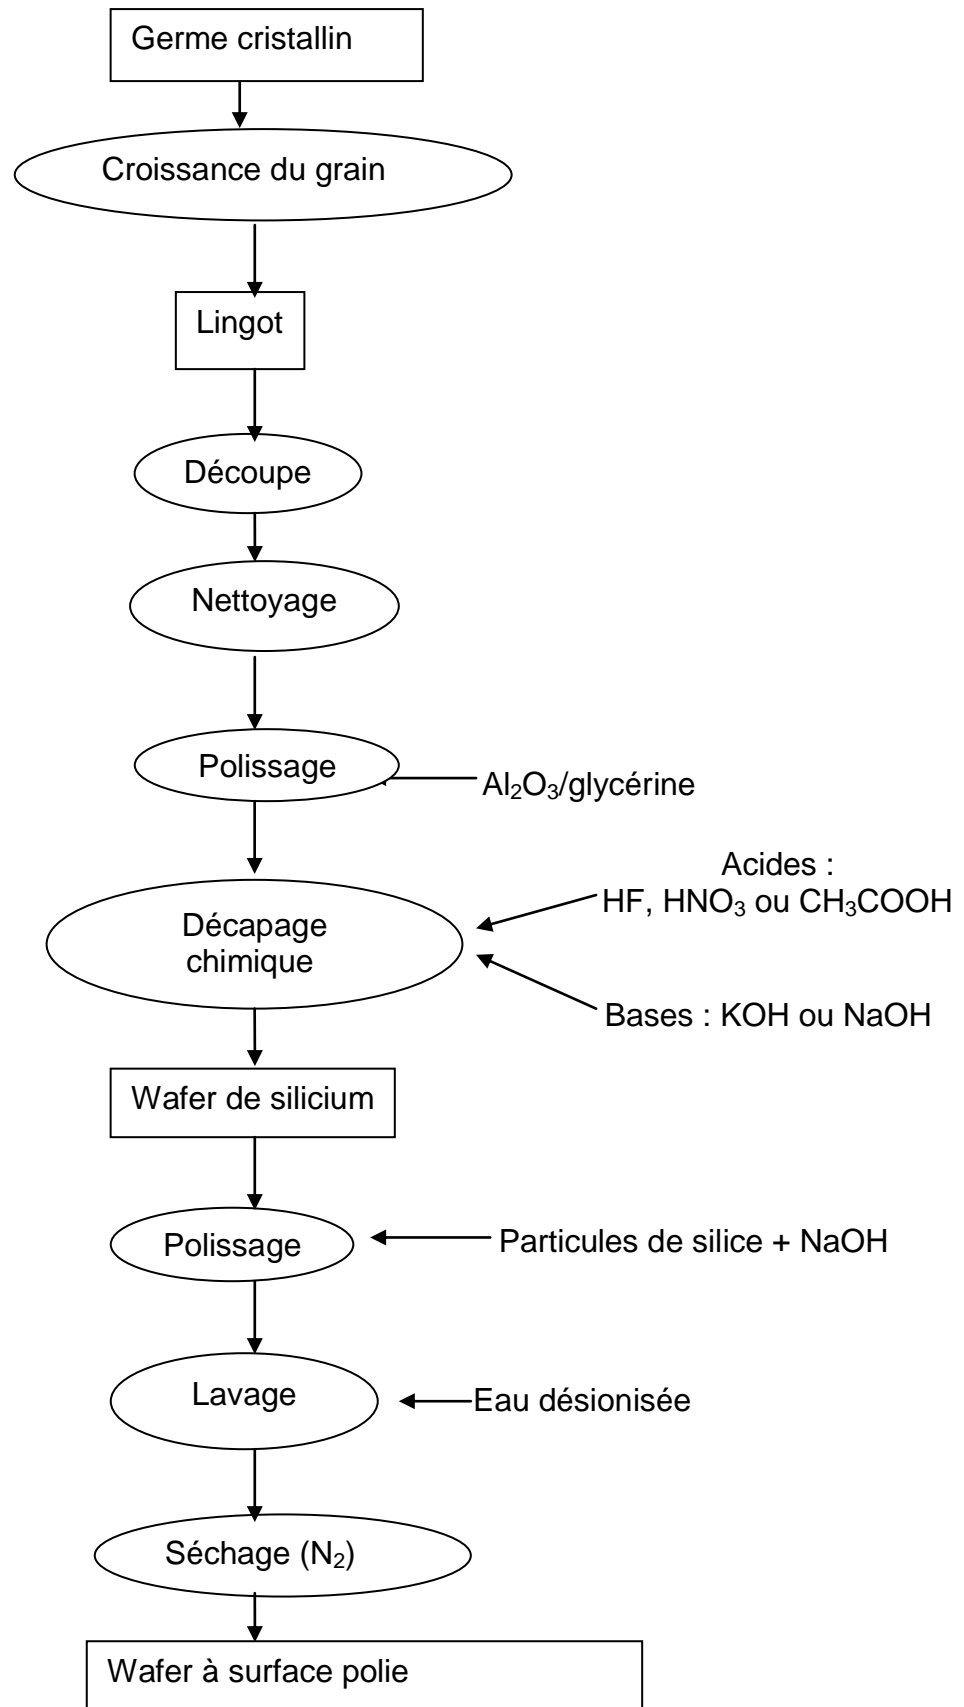 Germe cristallin
Croissance du grain
Lingot
Découpe
Nettoyage
Polissage
Al₂O₃/glycérine
Acides :
HF, HNO₃ ou CH₃COOH
Décapage
chimique
Bases : KOH ou NaOH
Wafer de silicium
Polissage
Particules de silice + NaOH
Lavage
Eau désionisée
Séchage (N₂)
Wafer à surface polie